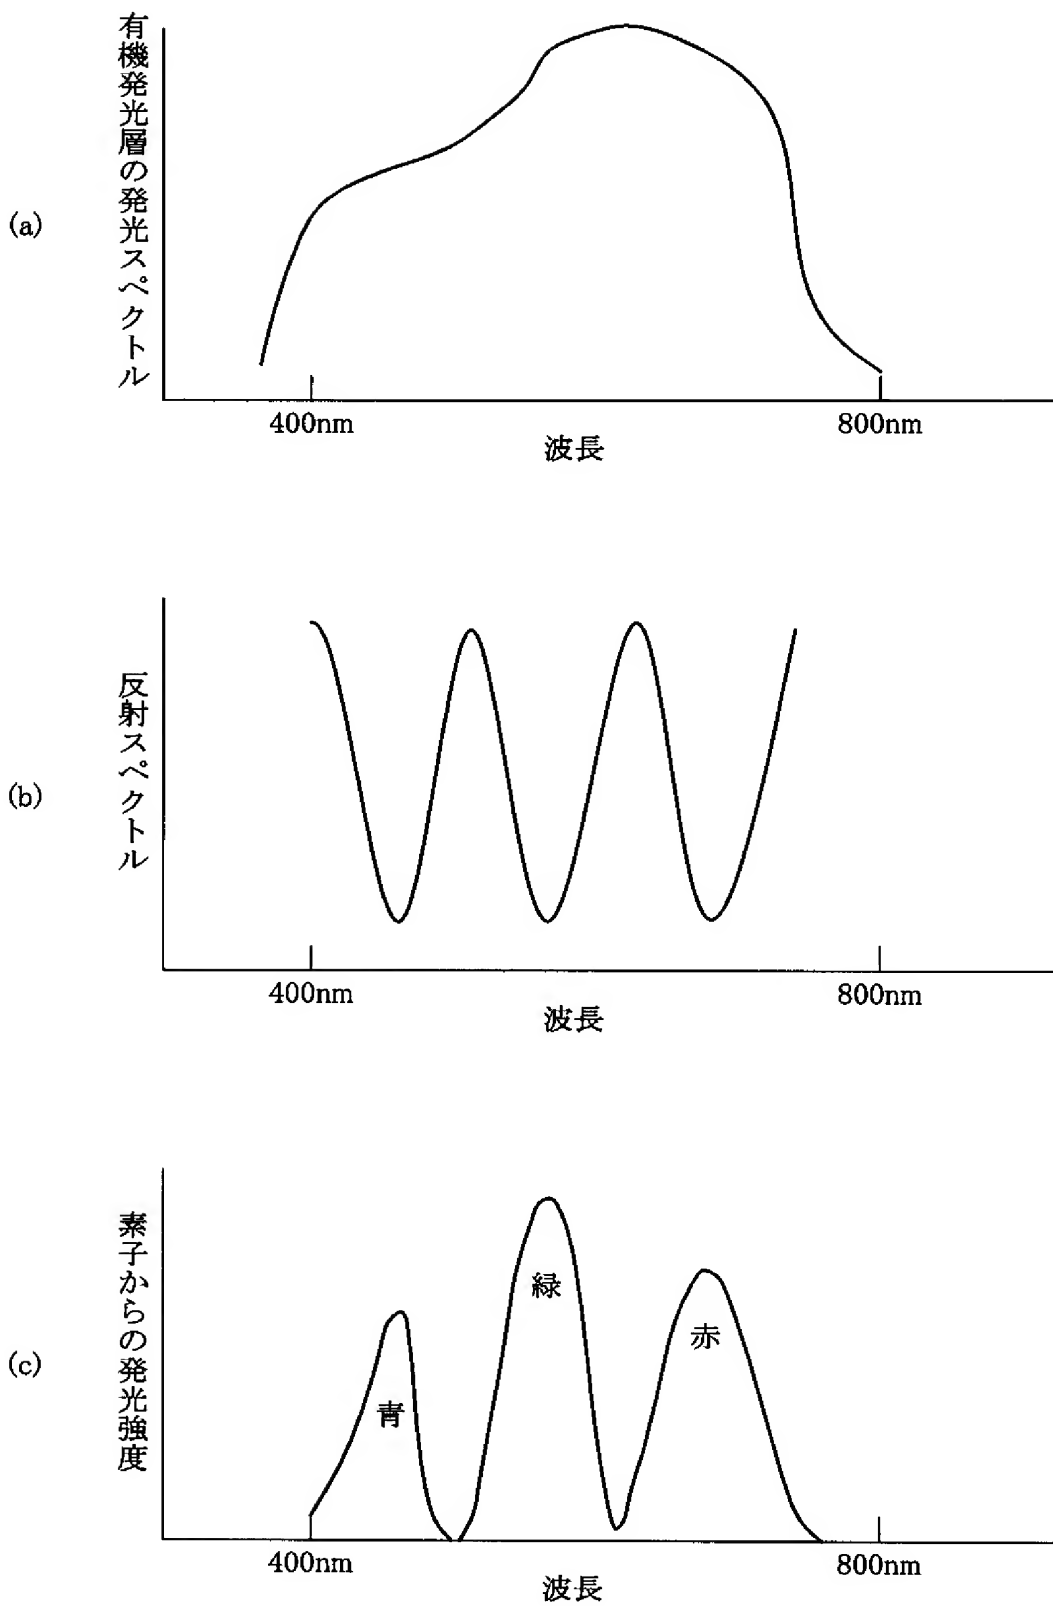 (a)
有機発光層の発光スペクトル
400nm
800nm
波長
(b)
反射スペクトル
400nm
800nm
波長
(c)
素子からの発光強度
青
緑
赤
400nm
800nm
波長